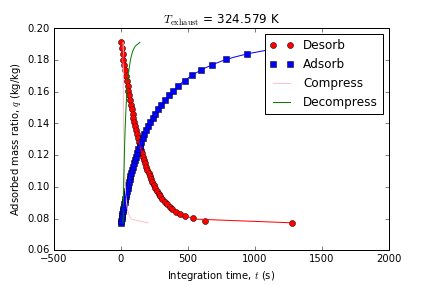 T_exhaust = 324.579 K
0.20
0.18
0.16
0.14
0.12
0.10
0.08
0.06
Adsorbed mass ratio, q (kg/kg)
Desorb
Adsorb
Compress
Decompress
−500
0
500
1000
1500
2000
Integration time, t (s)